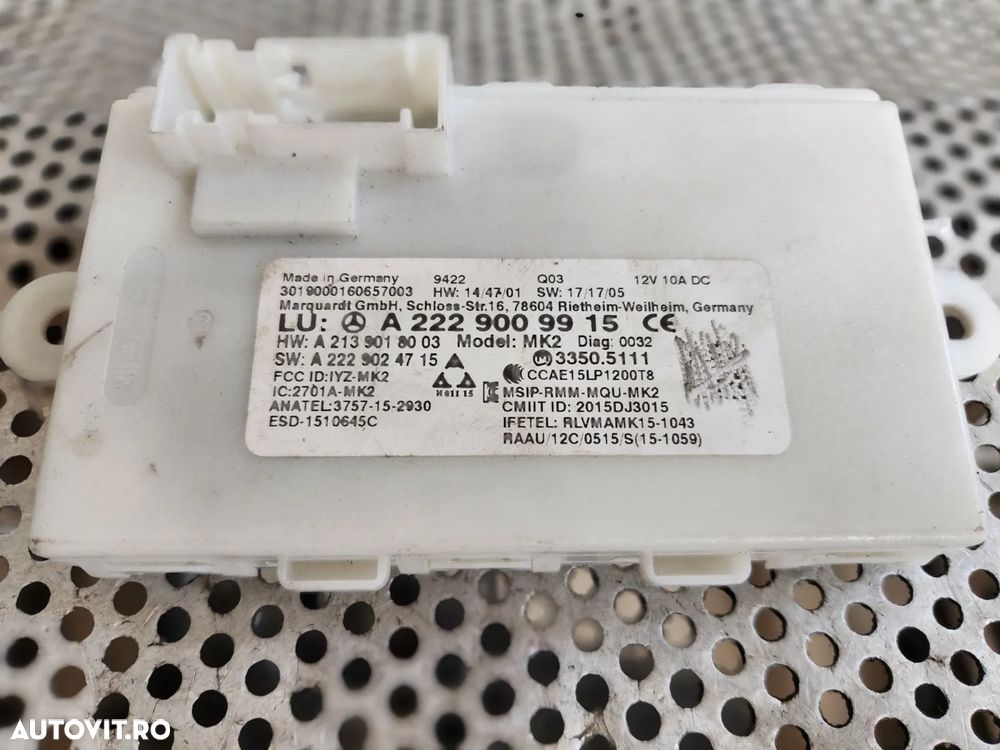 Made in Germany 9422 Q03 12V 10A DC
3019000160657003 HW: 14/47/01 SW: 17/17/05
Marquardt GmbH, Schloss-Str.16, 78604 Rietheim-Weilheim, Germany
LU: A 222 900 99 15 CE
HW: A 213 901 80 03 Model: MK2 Diag: 0032
SW: A 222 902 47 15 3350.5111
FCC ID:IYZ-MK2 CCAE15LP1200T8
IC:2701A-MK2 MSIP-RMM-MQU-MK2
ANATEL:3757-15-2930 CMIIT ID: 2015DJ3015
ESD-1510645C IFETEL: RLVMAMK15-1043
RAAU/12C/0515/S(15-1059)
AUTOVIT.RO